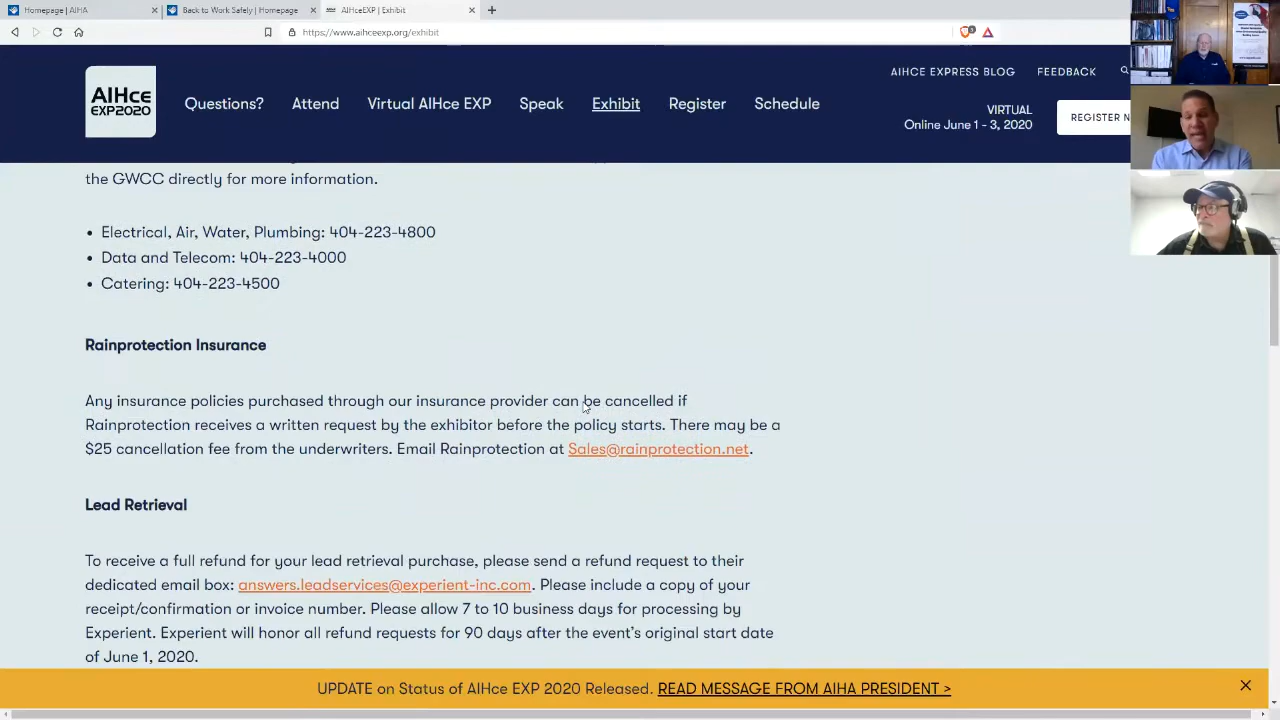 Homepage | AIHA
Back to Work Safely | Homepage
AIHceEXP | Exhibit
https://www.aihceexp.org/exhibit
AIHCE EXPRESS BLOG FEEDBACK
AIHce
EXP2020
Questions? Attend Virtual AIHce EXP Speak Exhibit Register Schedule
VIRTUAL
Online June 1 - 3, 2020
REGISTER N
the GWCC directly for more information.
• Electrical, Air, Water, Plumbing: 404-223-4800
• Data and Telecom: 404-223-4000
• Catering: 404-223-4500
Rainprotection Insurance
Any insurance policies purchased through our insurance provider can be cancelled if
Rainprotection receives a written request by the exhibitor before the policy starts. There may be a
$25 cancellation fee from the underwriters. Email Rainprotection at Sales@rainprotection.net.
Lead Retrieval
To receive a full refund for your lead retrieval purchase, please send a refund request to their
dedicated email box: answers.leadservices@experient-inc.com. Please include a copy of your
receipt/confirmation or invoice number. Please allow 7 to 10 business days for processing by
Experient. Experient will honor all refund requests for 90 days after the event's original start date
of June 1, 2020.
UPDATE on Status of AIHce EXP 2020 Released. READ MESSAGE FROM AIHA PRESIDENT >